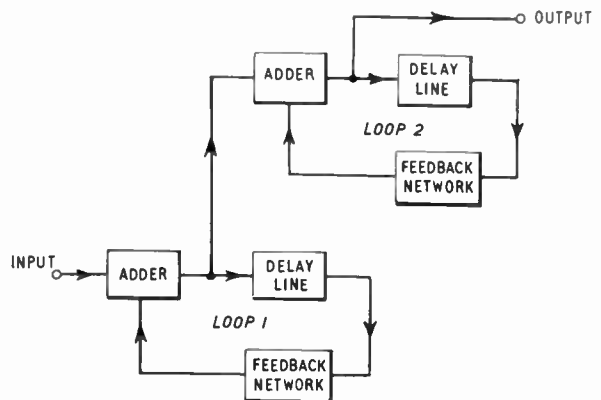 OUTPUT
ADDER
DELAY
LINE
LOOP 2
FEEDBACK
NETWORK
INPUT
ADDER
DELAY
LINE
LOOP 1
FEEDBACK
NETWORK